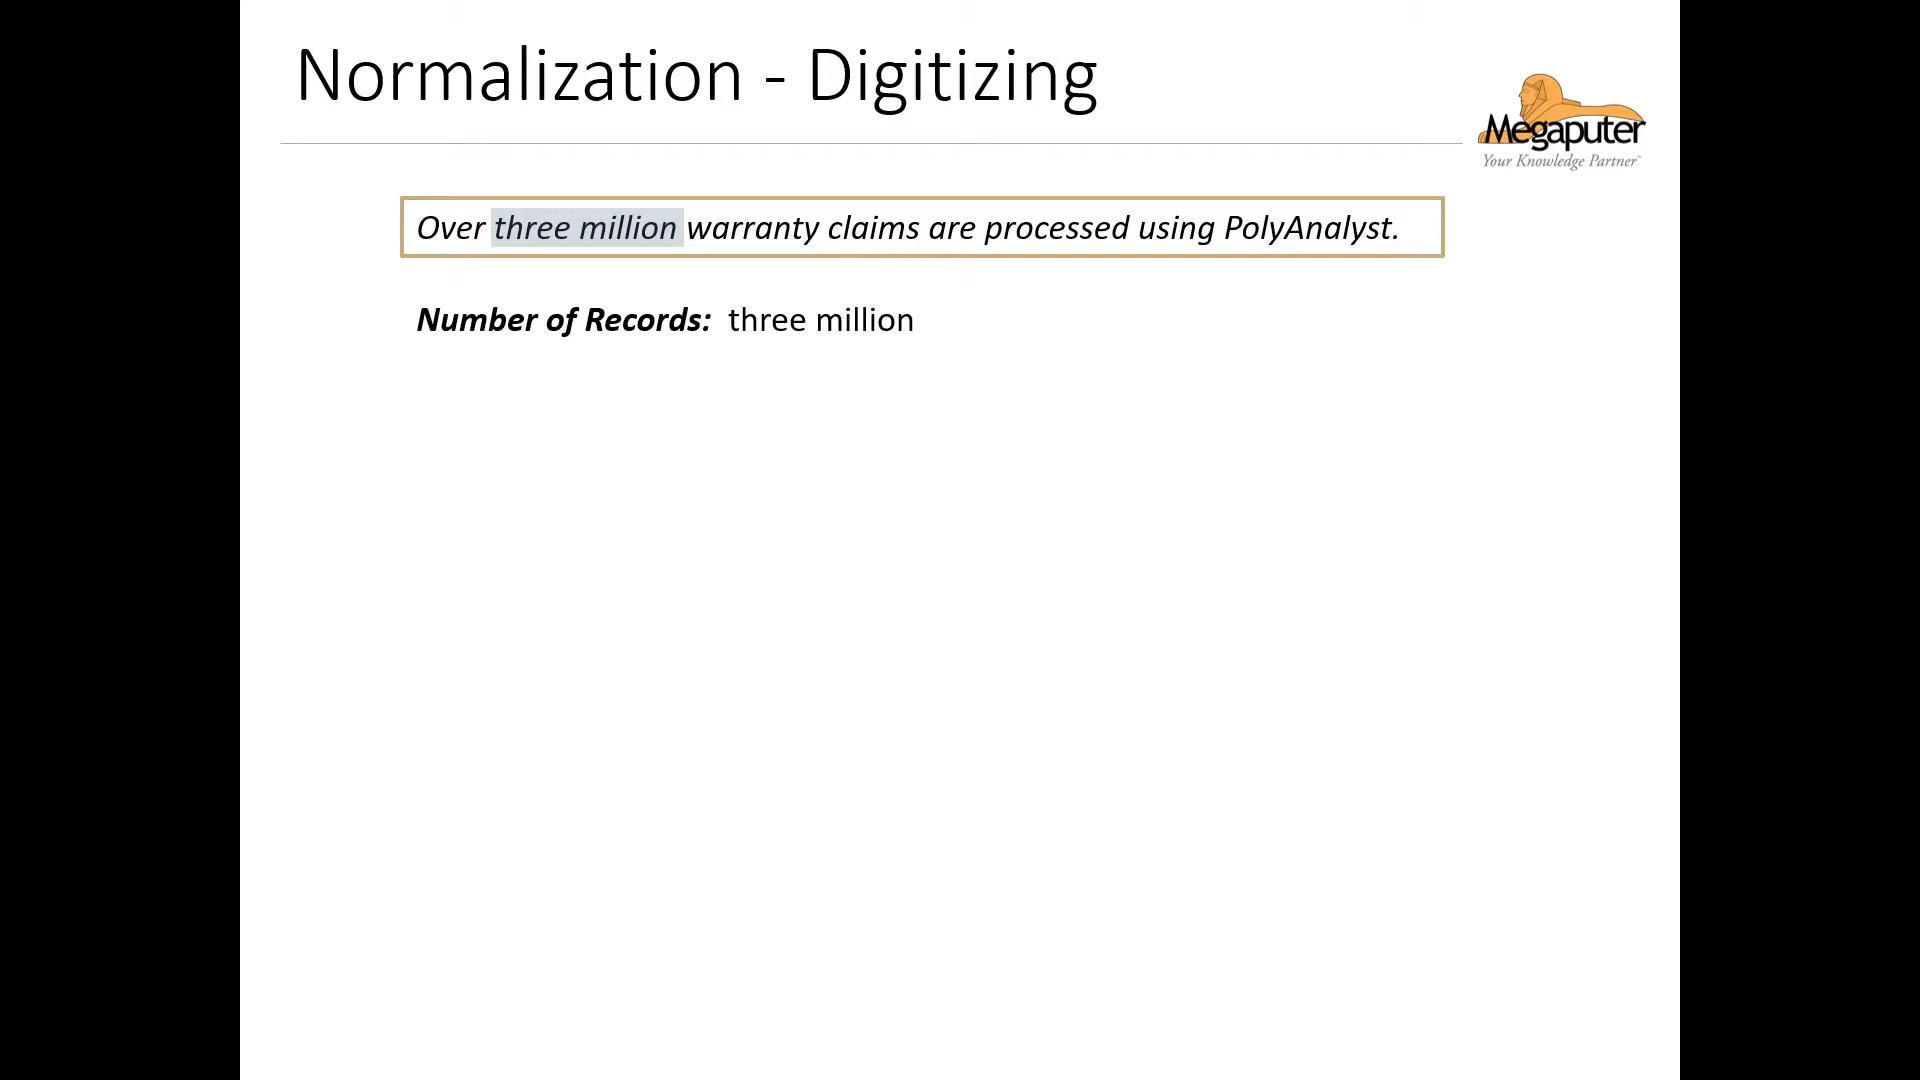 Normalization - Digitizing
Megaputer
Your Knowledge Partner™
Over three million warranty claims are processed using PolyAnalyst.
Number of Records: three million